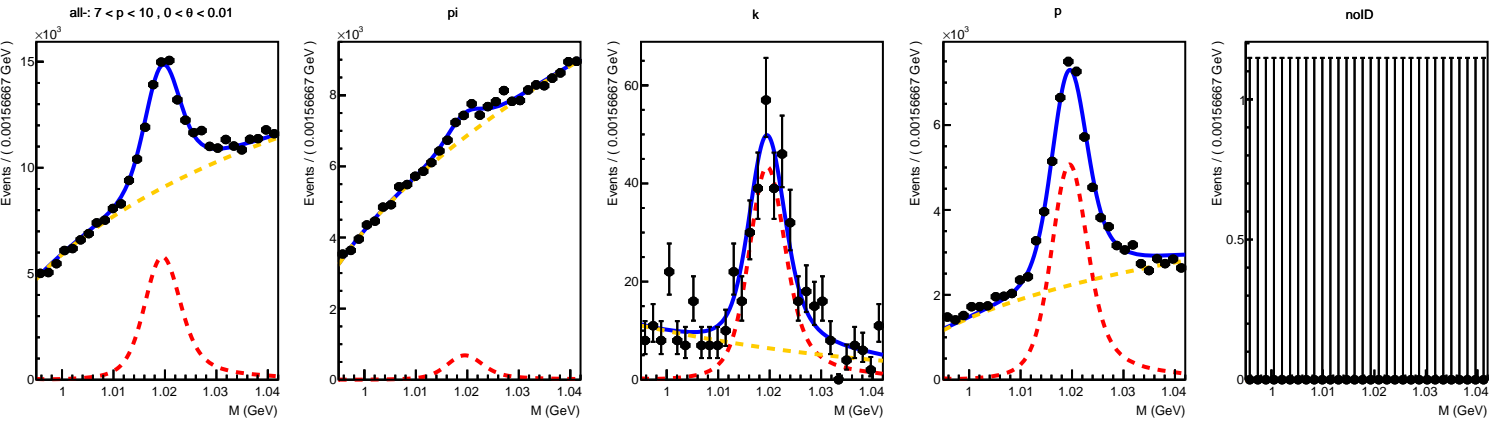 all-: 7 < p < 10 , 0 < θ < 0.01
×10³
Events / ( 0.00156667 GeV )
15
10
5
0
1 1.01 1.02 1.03 1.04
M (GeV)
pi
×10³
Events / ( 0.00156667 GeV )
8
6
4
2
0
1 1.01 1.02 1.03 1.04
M (GeV)
k
Events / ( 0.00156667 GeV )
60
40
20
0
1 1.01 1.02 1.03 1.04
M (GeV)
p
×10³
Events / ( 0.00156667 GeV )
6
4
2
0
1 1.01 1.02 1.03 1.04
M (GeV)
noID
Events / ( 0.00156667 GeV )
1
0.5
0
1 1.01 1.02 1.03 1.04
M (GeV)